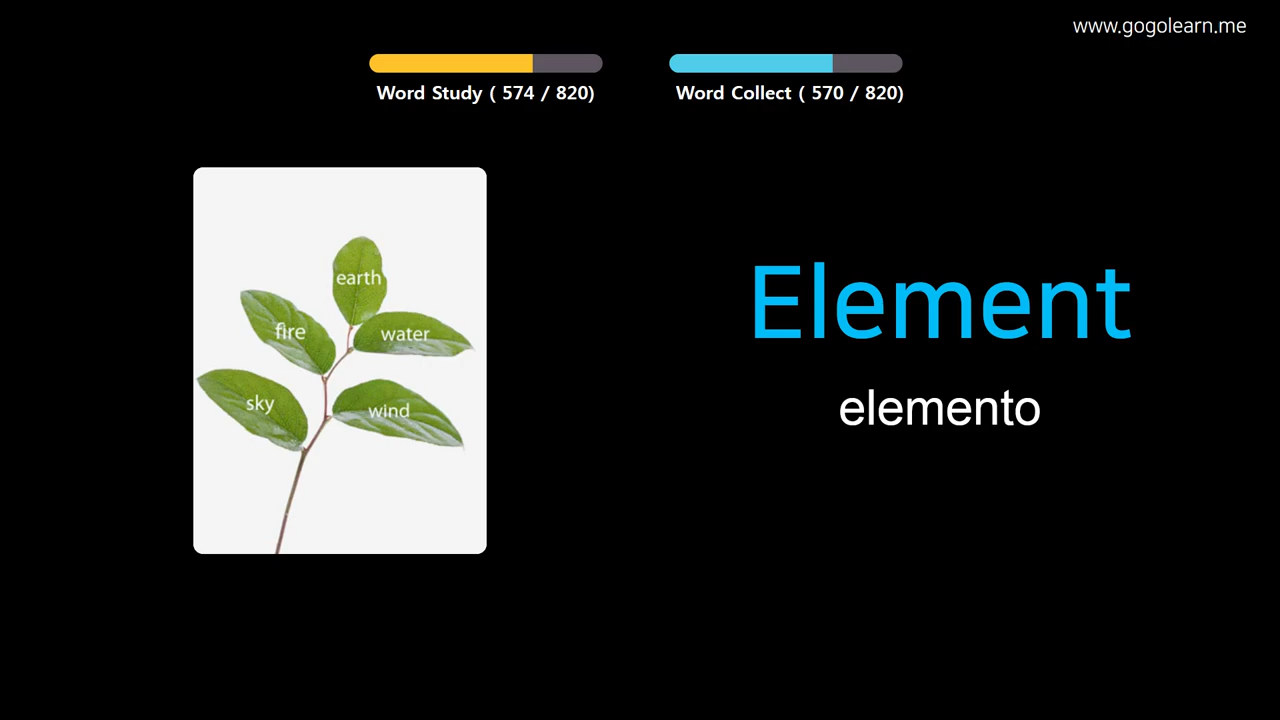 www.gogolearn.me
Word Study ( 574 / 820)
Word Collect ( 570 / 820)
earth
fire
water
sky
wind
Element
elemento